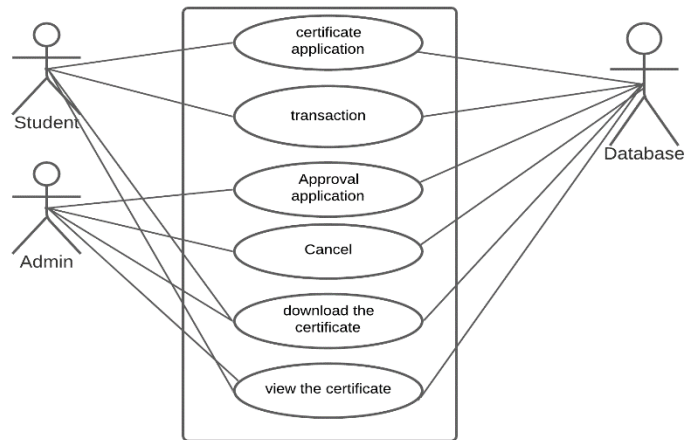 certificate
application
transaction
Student
Database
Approval
application
Admin
Cancel
download the
certificate
view the certificate